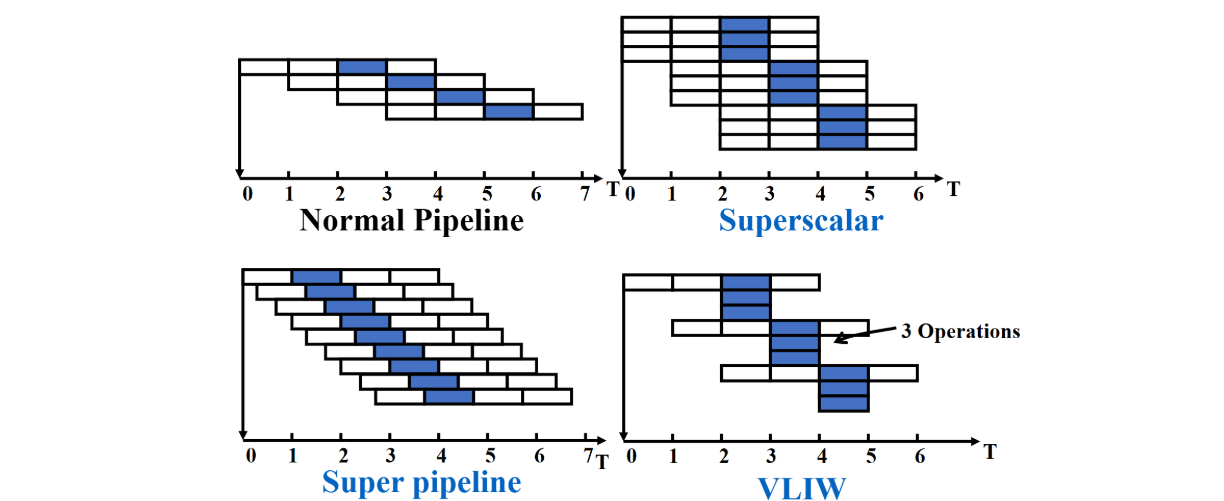 0 1 2 3 4 5 6 7 T
Normal Pipeline
0 1 2 3 4 5 6 T
Superscalar
0 1 2 3 4 5 6 7 T
Super pipeline
3 Operations
0 1 2 3 4 5 6 T
VLIW